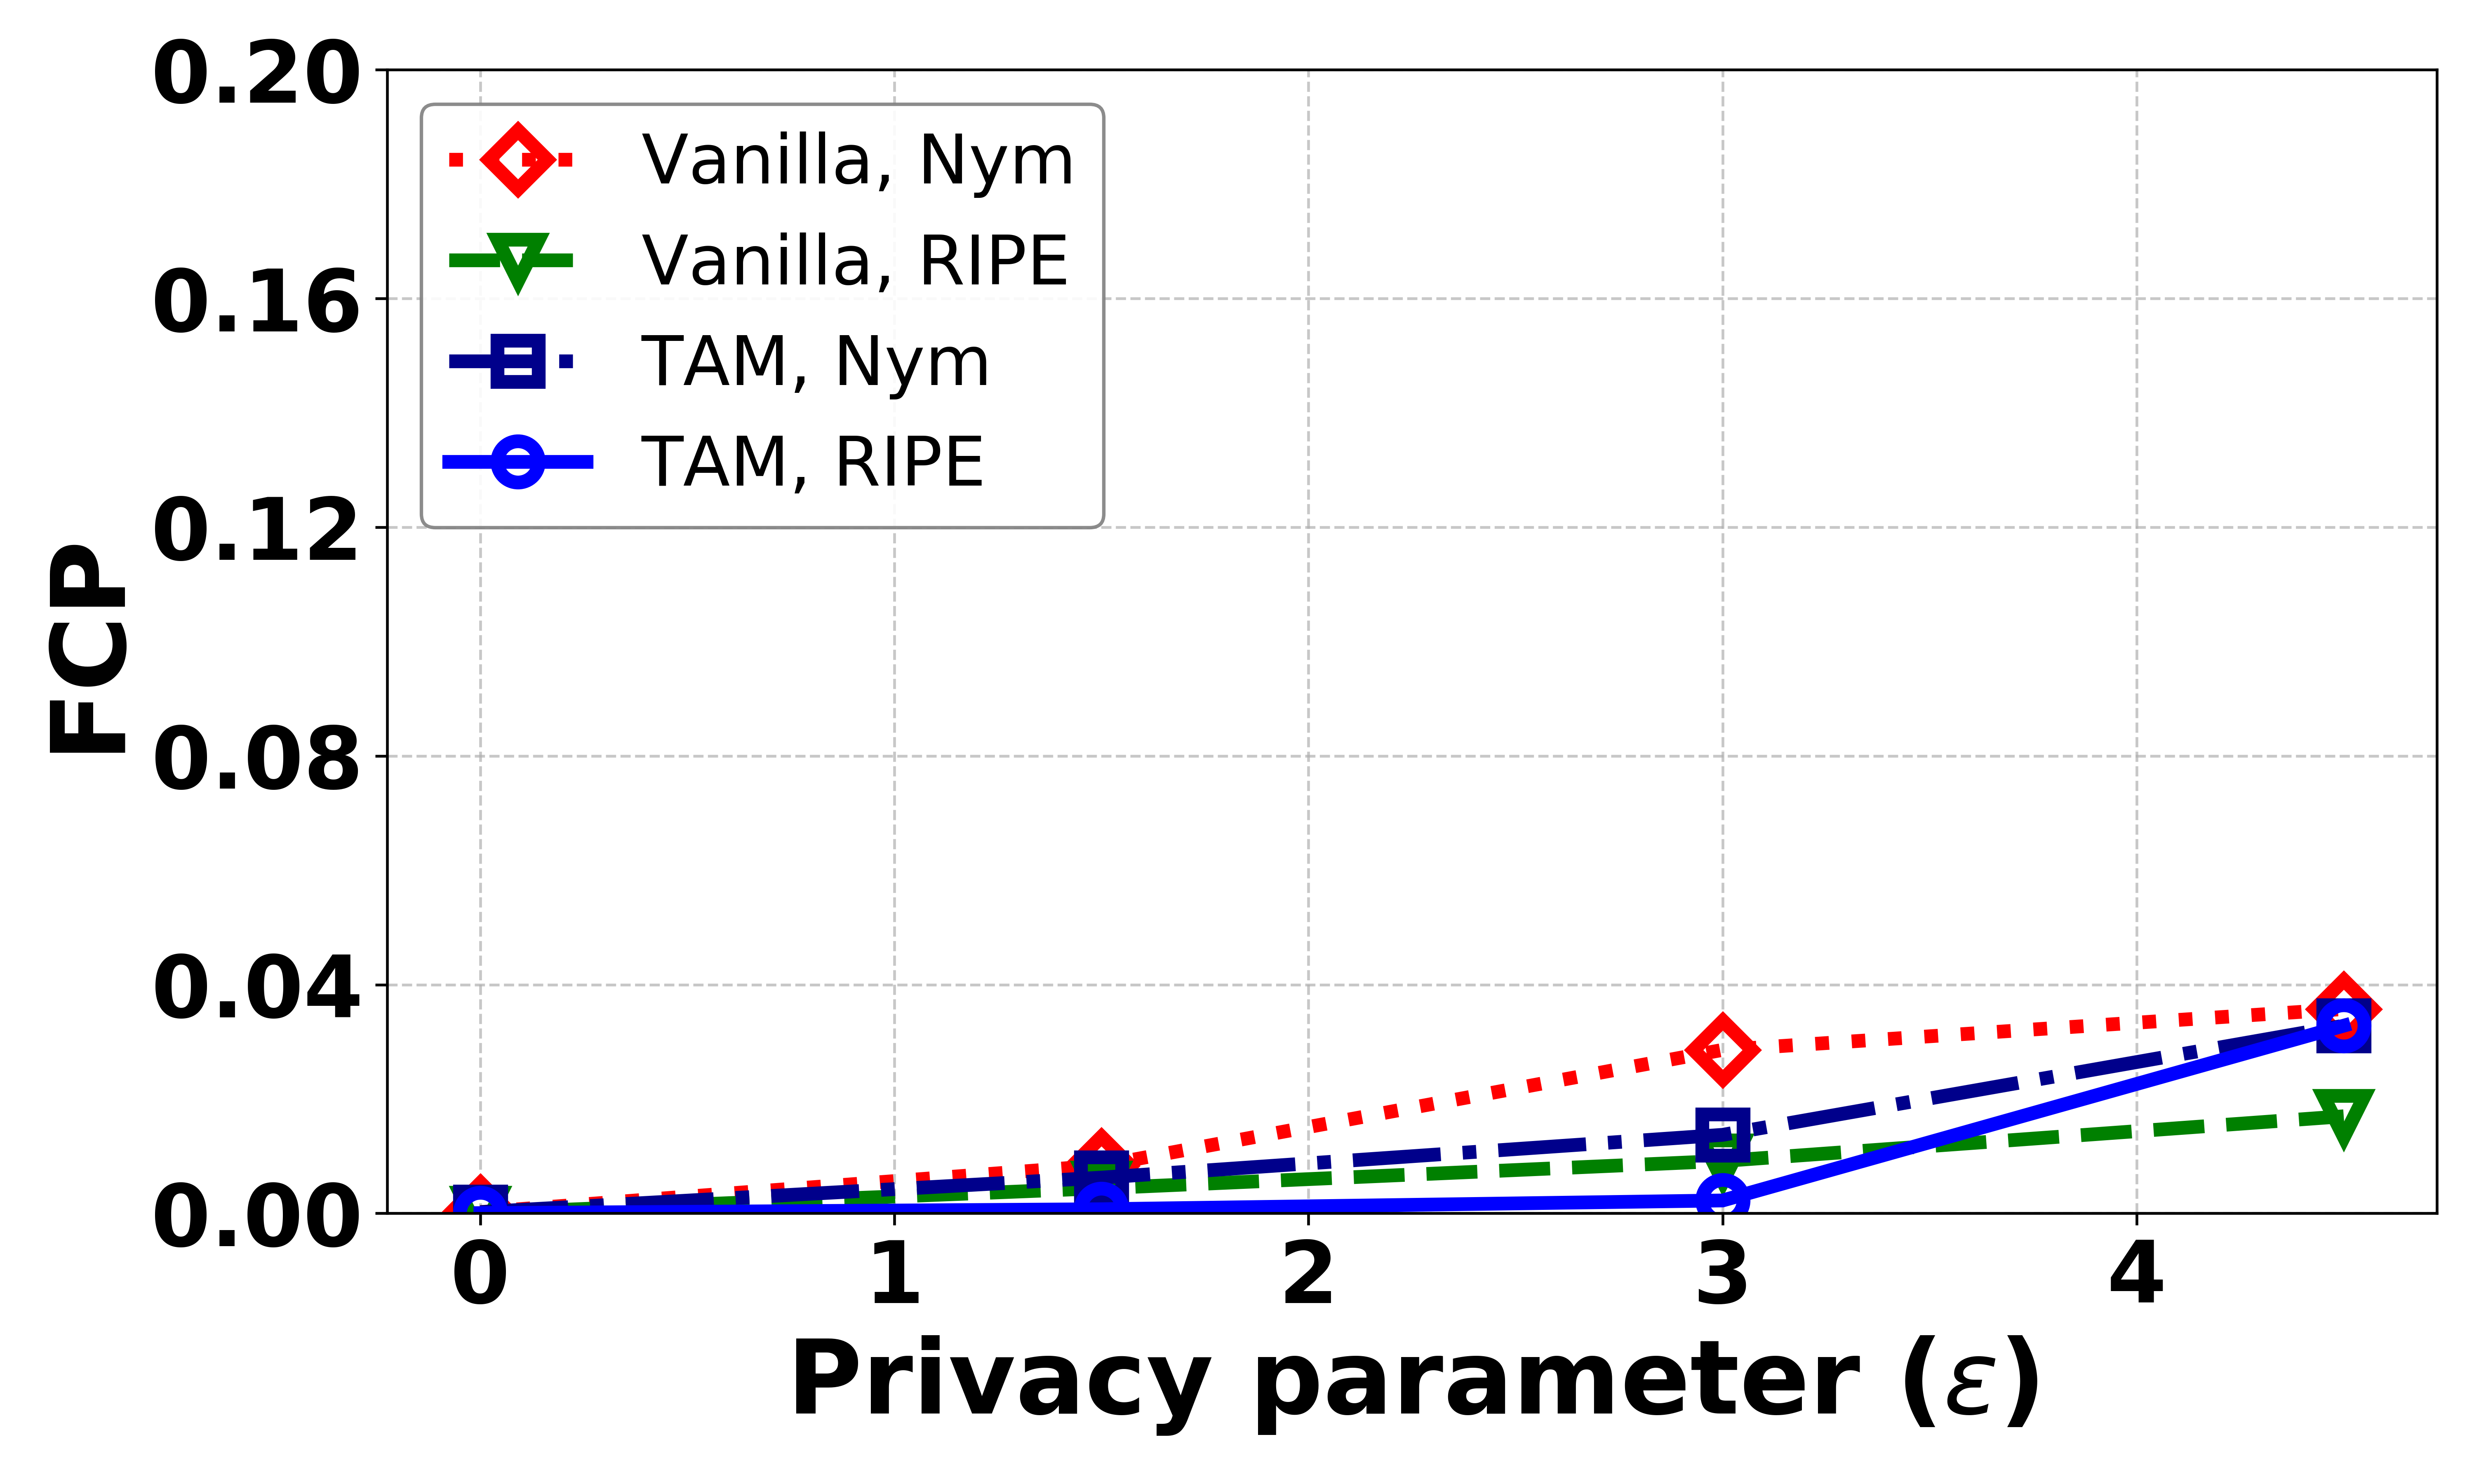 0.20
0.16
0.12
0.08
0.04
0.00
FCP
Vanilla, Nym
Vanilla, RIPE
TAM, Nym
TAM, RIPE
0 1 2 3 4
Privacy parameter (ε)